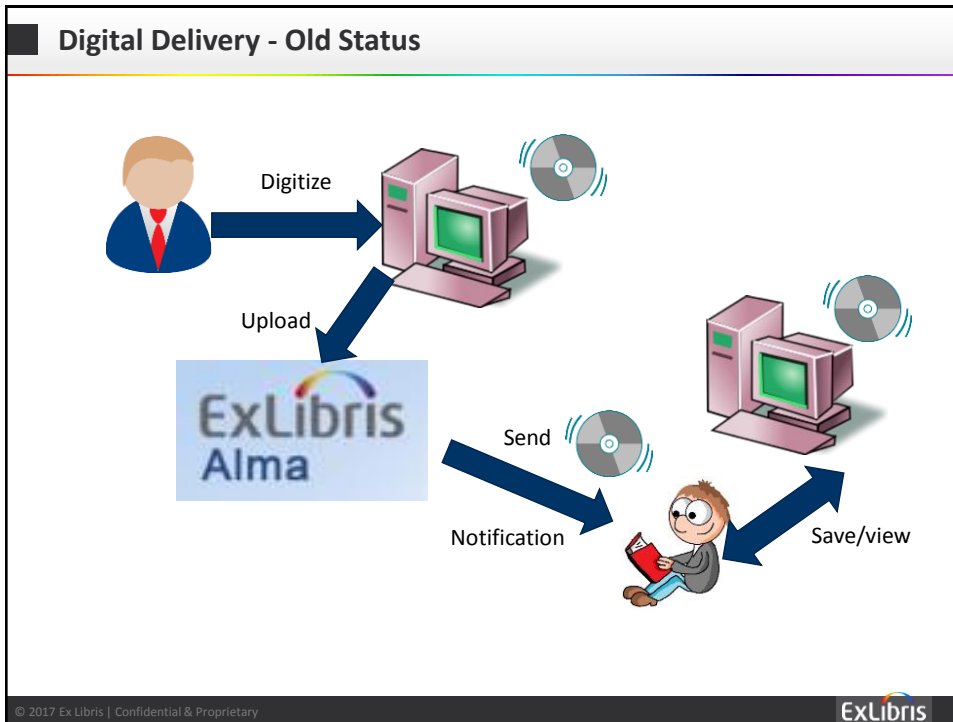 Digital Delivery - Old Status
Digitize
Upload
ExLibris
Alma
Send
Notification
Save/view
© 2017 Ex Libris | Confidential & Proprietary
ExLibris